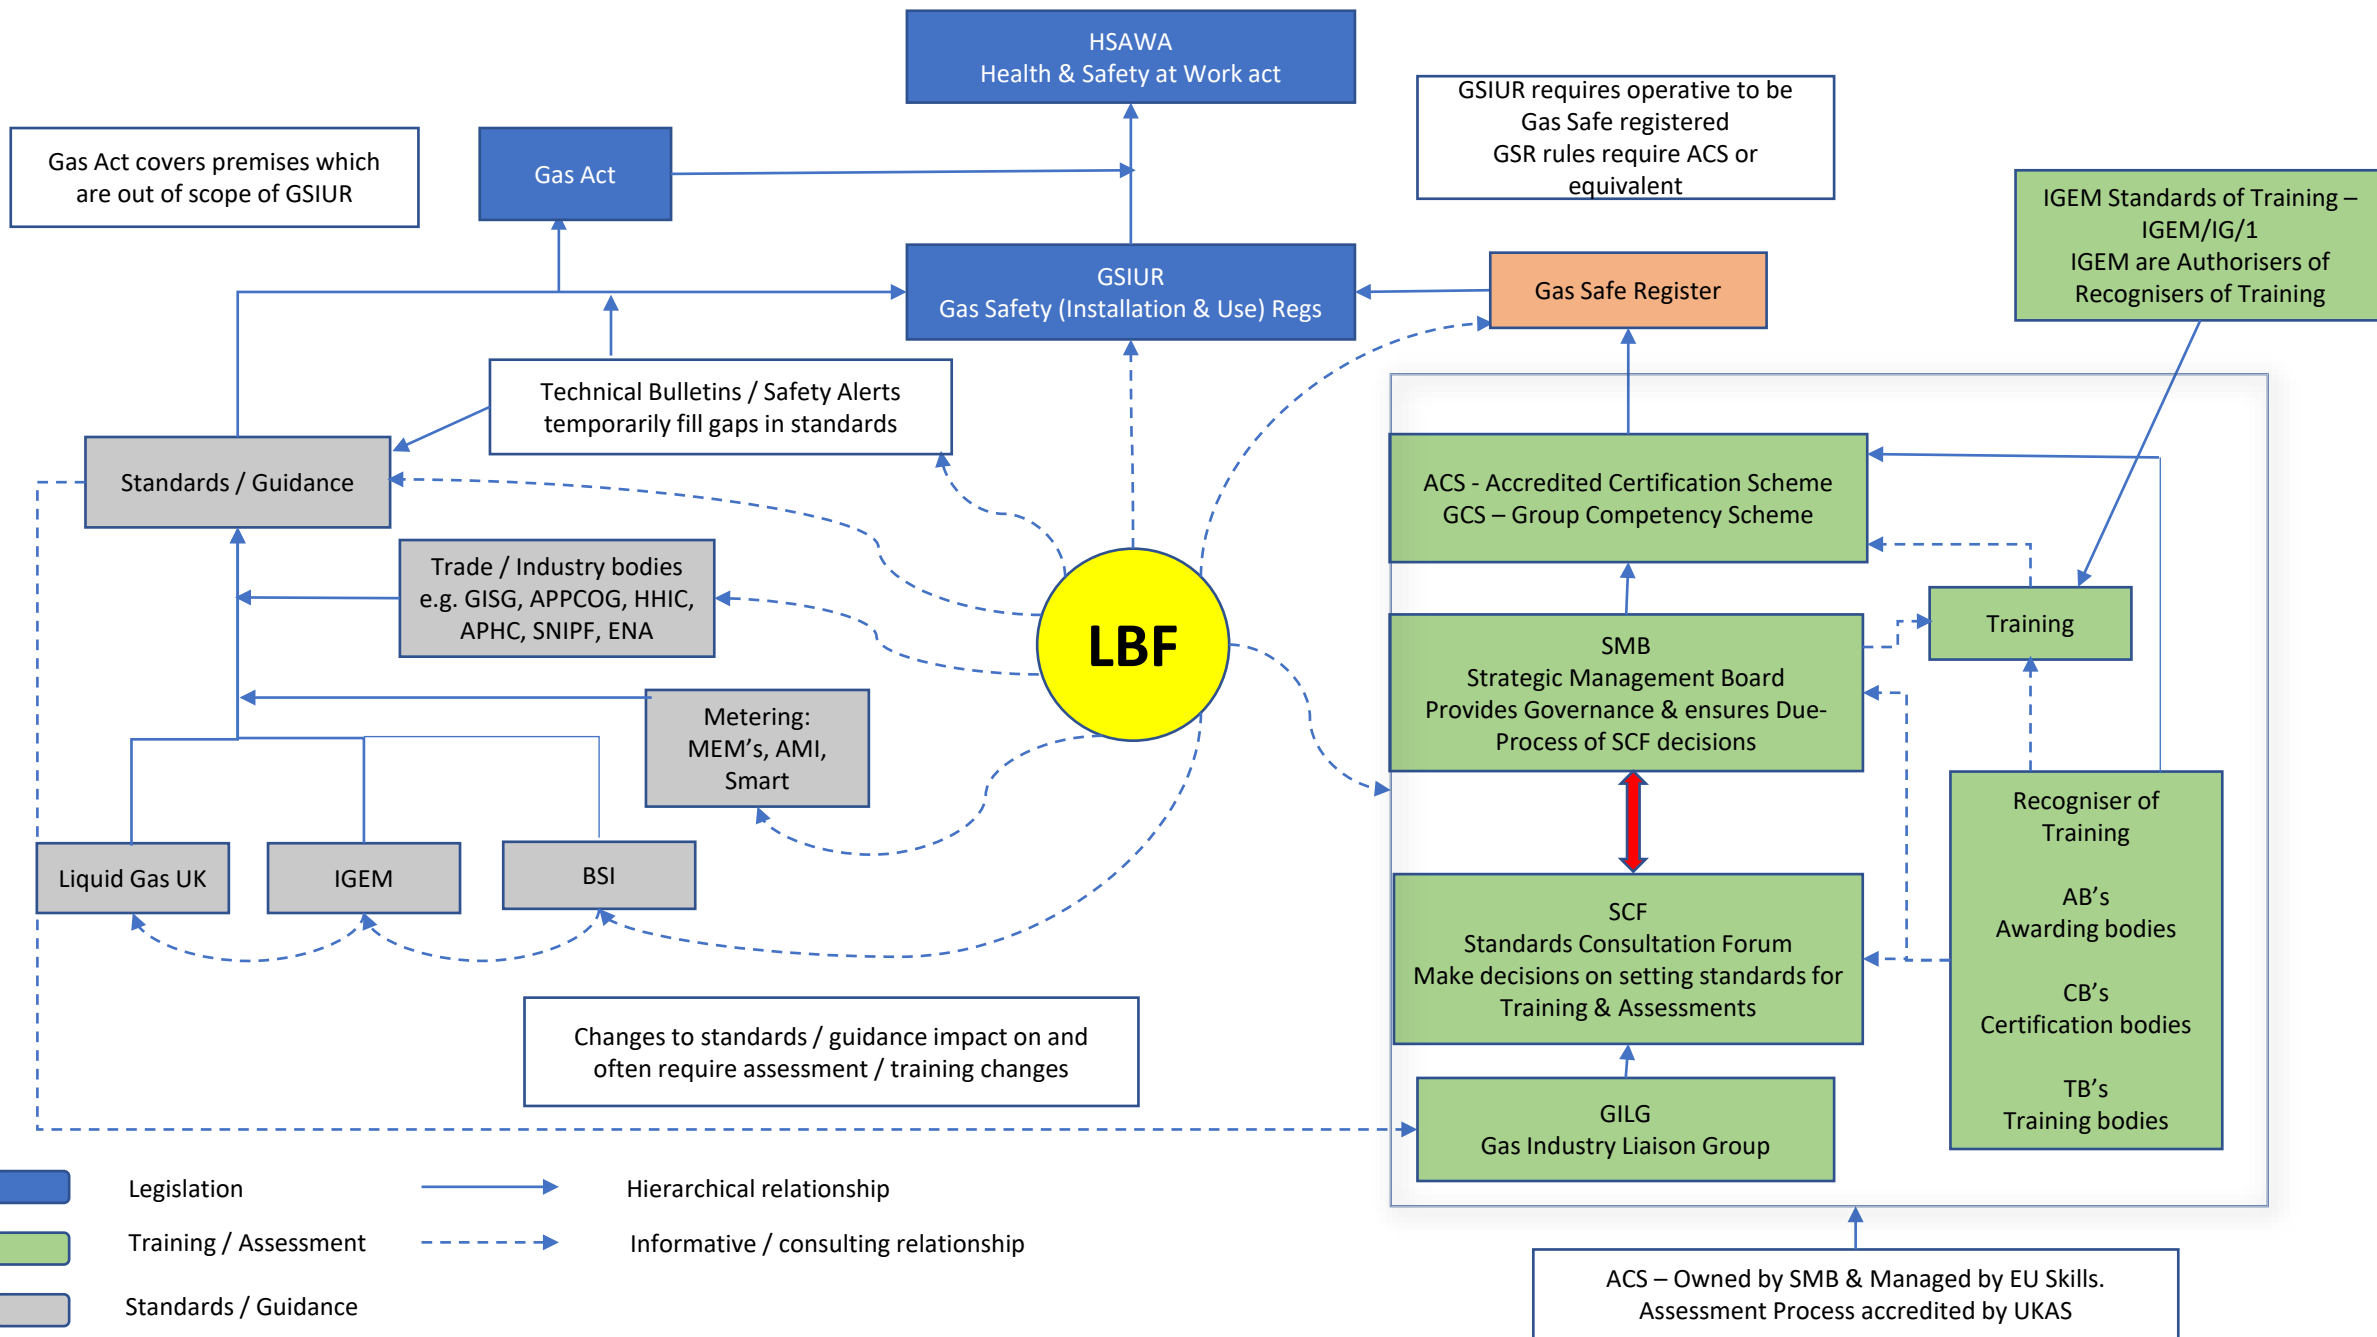 HSAWA
Health & Safety at Work act
GSIUR requires operative to be
Gas Safe registered
GSR rules require ACS or
equivalent
Gas Act covers premises which
are out of scope of GSIUR
Gas Act
IGEM Standards of Training –
IGEM/IG/1
IGEM are Authorisers of
Recognisers of Training
GSIUR
Gas Safety (Installation & Use) Regs
Gas Safe Register
Technical Bulletins / Safety Alerts
temporarily fill gaps in standards
Standards / Guidance
ACS - Accredited Certification Scheme
GCS – Group Competency Scheme
Trade / Industry bodies
e.g. GISG, APPCOG, HHIC,
APHC, SNIPF, ENA
LBF
Training
SMB
Strategic Management Board
Provides Governance & ensures Due-
Process of SCF decisions
Metering:
MEM's, AMI,
Smart
Recogniser of
Training
AB's
Awarding bodies
CB's
Certification bodies
TB's
Training bodies
Liquid Gas UK
IGEM
BSI
SCF
Standards Consultation Forum
Make decisions on setting standards for
Training & Assessments
Changes to standards / guidance impact on and
often require assessment / training changes
GILG
Gas Industry Liaison Group
Legislation
Hierarchical relationship
Training / Assessment
Informative / consulting relationship
Standards / Guidance
ACS – Owned by SMB & Managed by EU Skills.
Assessment Process accredited by UKAS